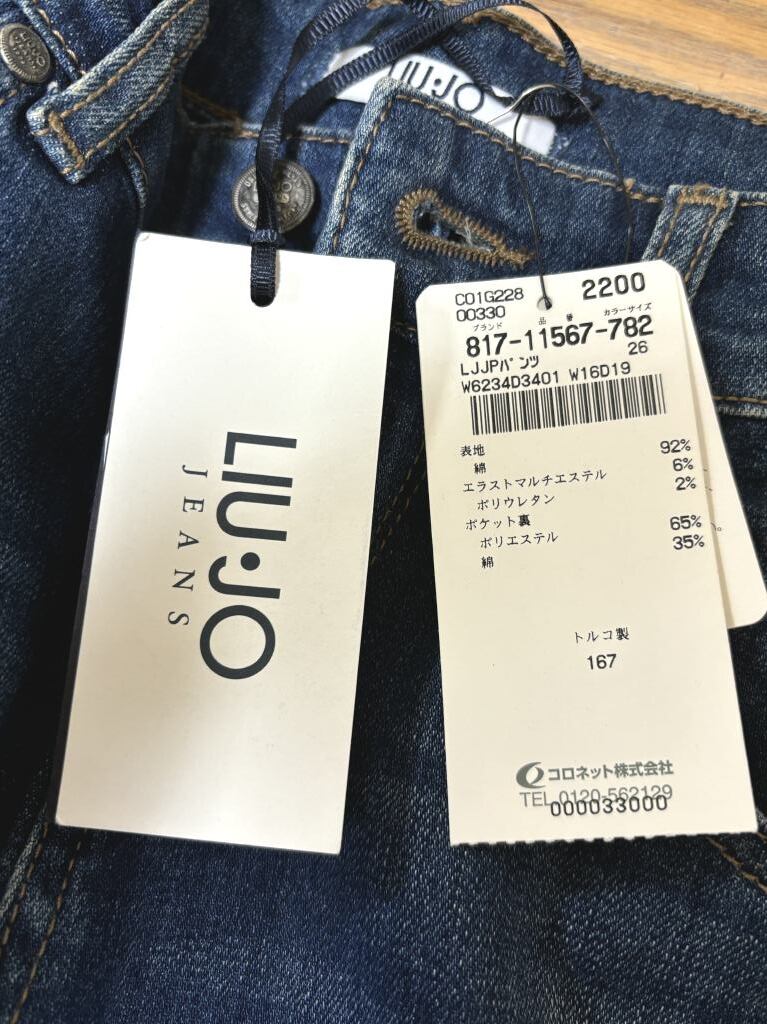 LIU·JO
LIU·JO
JEANS
C01G228
2200
00330
ブランド 品番 カラーサイズ
817-11567-782
LJJPパンツ 26
W6234D3401 W16D19
表地 92%
綿 6%
エラストマルチエステル 2%
ポリウレタン
ポケット裏 65%
ポリエステル 35%
綿
トルコ製
167
コロネット株式会社
TEL 0120-562129
000033000